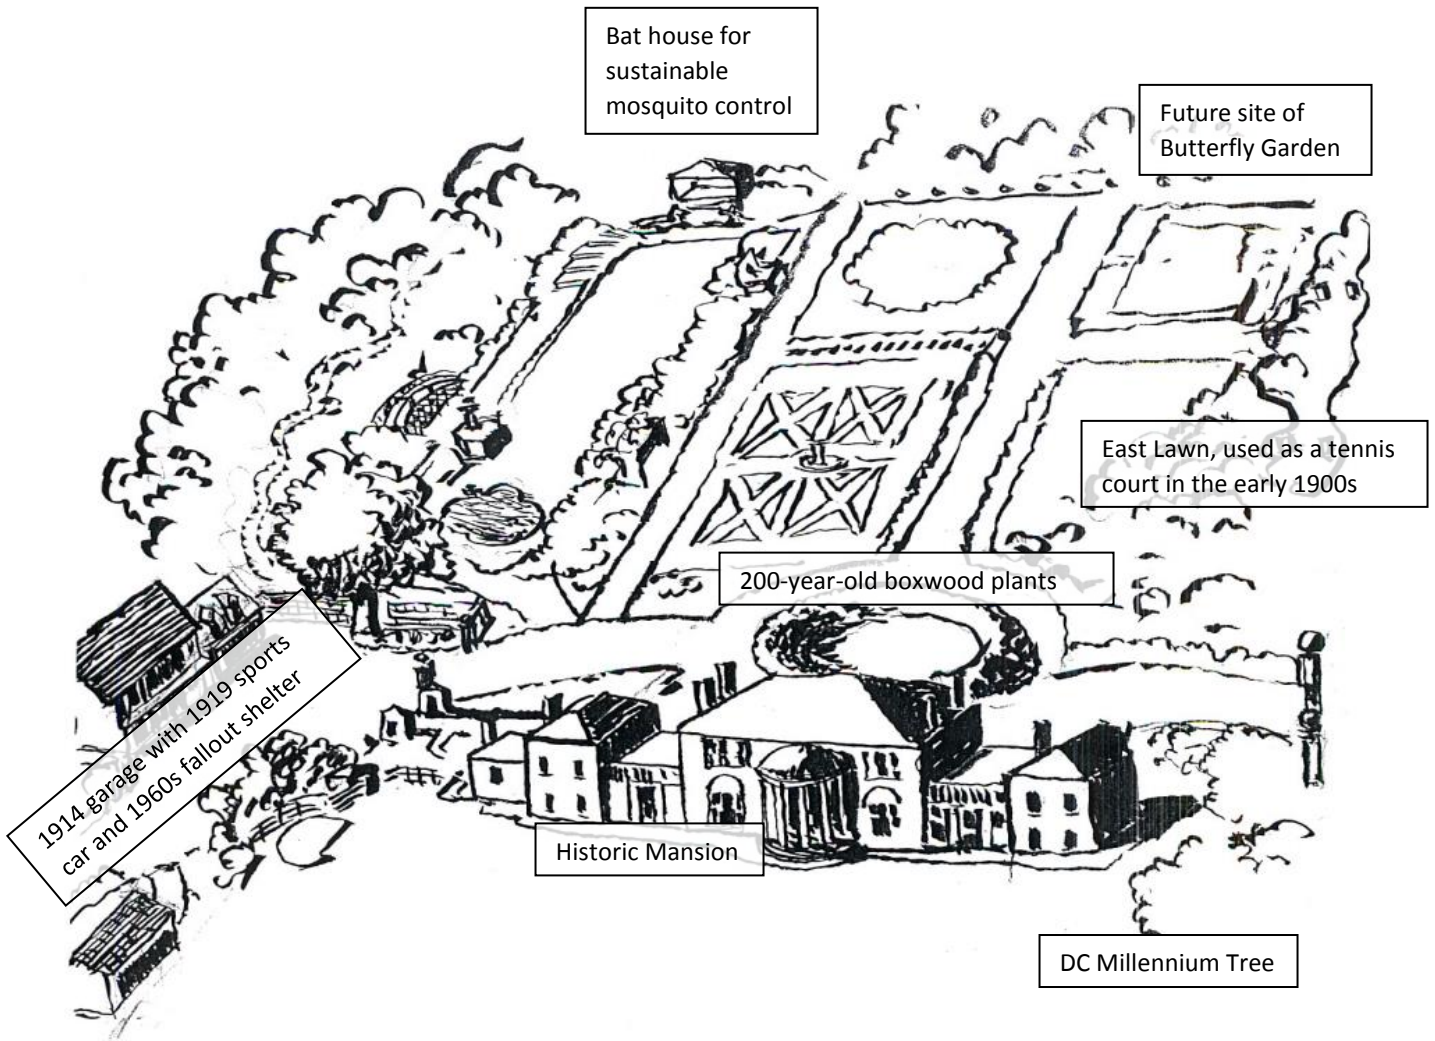 Bat house for
sustainable
mosquito control
Future site of
Butterfly Garden
East Lawn, used as a tennis
court in the early 1900s
200-year-old boxwood plants
1914 garage with 1919 sports
car and 1960s fallout shelter
Historic Mansion
DC Millennium Tree